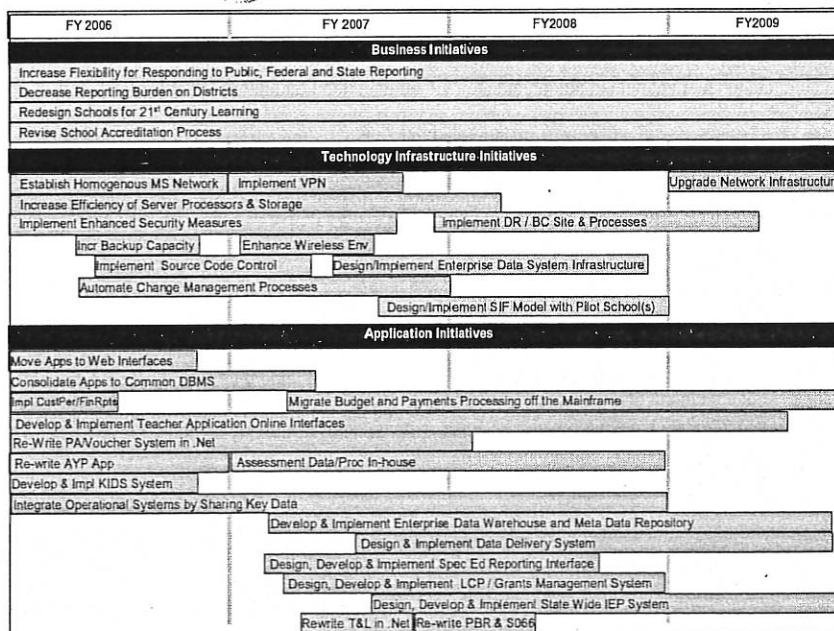 FY 2006 FY 2007 FY2008 FY2009
Business Initiatives
Increase Flexibility for Responding to Public, Federal and State Reporting
Decrease Reporting Burden on Districts
Redesign Schools for 21st Century Learning
Revise School Accreditation Process
Technology Infrastructure Initiatives
Establish Homogenous MS Network Implement VPN Upgrade Network Infrastructur
Increase Efficiency of Server Processors & Storage
Implement Enhanced Security Measures Implement DR / BC Site & Processes
Incr Backup Capacity Enhance Wireless Env
Implement Source Code Control Design/Implement Enterprise Data System Infrastructure
Automate Change Management Processes
Design/Implement SIF Model with Pilot School(s)
Application Initiatives
Move Apps to Web Interfaces
Consolidate Apps to Common DBMS
Impl CustPer/FinRpts Migrate Budget and Payments Processing off the Mainframe
Develop & Implement Teacher Application Online Interfaces
Re-Write PA/Voucher System in .Net
Re-write AYP App Assessment Data/Proc In-house
Develop & Impl KIDS System
Integrate Operational Systems by Sharing Key Data
Develop & Implement Enterprise Data Warehouse and Meta Data Repository
Design & Implement Data Delivery System
Design, Develop & Implement Spec Ed Reporting Interface
Design, Develop & Implement LCP / Grants Management System
Design, Develop & Implement State Wide IEP System
Rewrite T&L in .Net Re-write PBR & S066